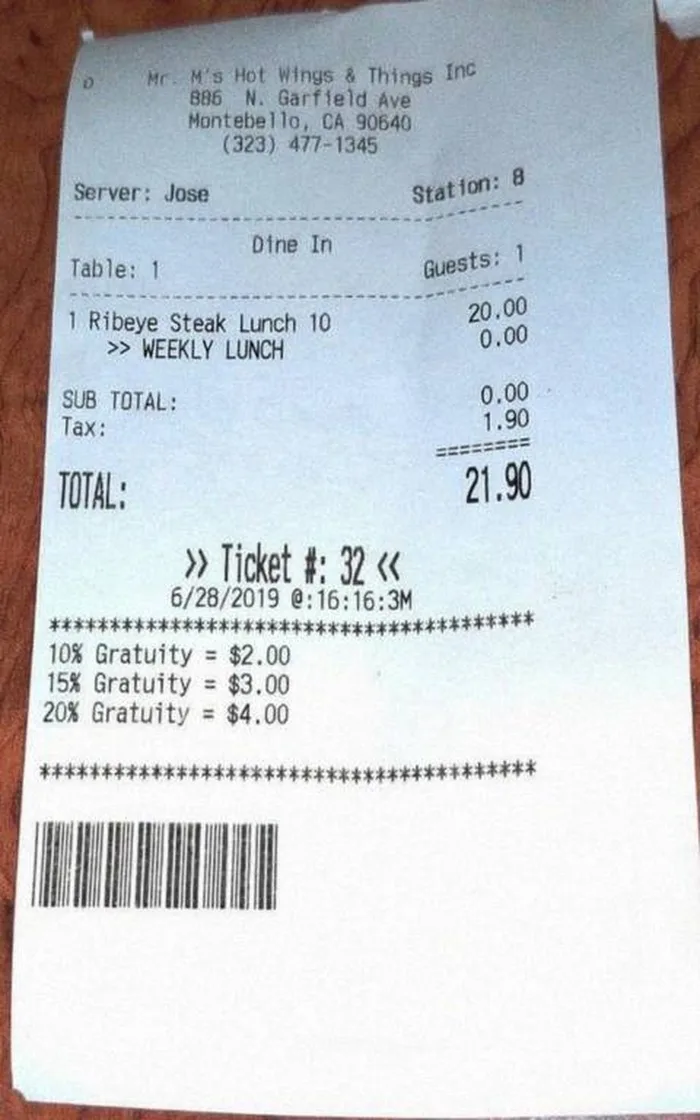 D Mr. M's Hot Wings & Things Inc
886 N. Garfield Ave
Montebello, CA 90640
(323) 477-1345
Server: Jose Station: 8
Dine In
Table: 1 Guests: 1
1 Ribeye Steak Lunch 10 20.00
>> WEEKLY LUNCH 0.00
SUB TOTAL: 0.00
Tax: 1.90
========
TOTAL: 21.90
>> Ticket #: 32 <<
6/28/2019 @:16:16:3M
*****************************************
10% Gratuity = $2.00
15% Gratuity = $3.00
20% Gratuity = $4.00
*****************************************